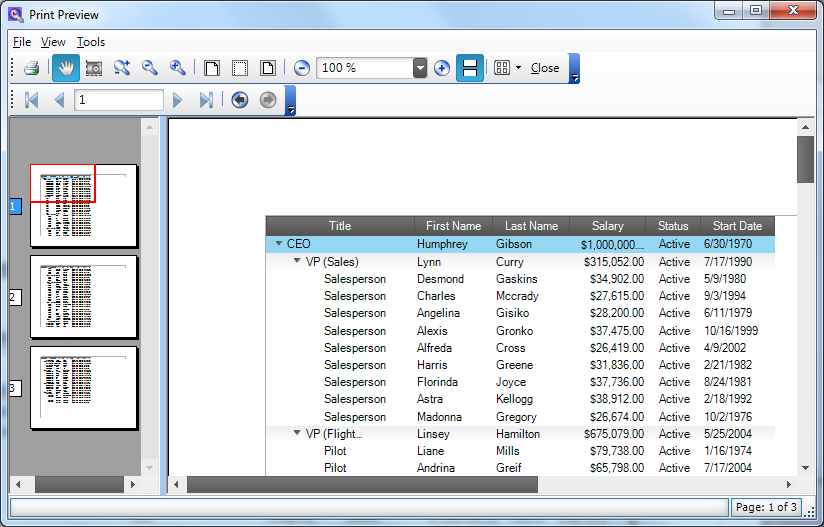 Print Preview
File View Tools
100 % Close
1
1
2
3
Title First Name Last Name Salary Status Start Date
CEO Humphrey Gibson $1,000,000.... Active 6/30/1970
VP (Sales) Lynn Curry $315,052.00 Active 7/17/1990
Salesperson Desmond Gaskins $34,902.00 Active 5/9/1980
Salesperson Charles Mccrady $27,615.00 Active 9/3/1994
Salesperson Angelina Gisiko $28,200.00 Active 6/11/1979
Salesperson Alexis Gronko $37,475.00 Active 10/16/1999
Salesperson Alfreda Cross $26,419.00 Active 4/9/2002
Salesperson Harris Greene $31,836.00 Active 2/21/1982
Salesperson Florinda Joyce $37,736.00 Active 8/24/1981
Salesperson Astra Kellogg $38,912.00 Active 2/18/1992
Salesperson Madonna Gregory $26,674.00 Active 10/2/1976
VP (Flight... Linsey Hamilton $675,079.00 Active 5/25/2004
Pilot Liane Mills $79,738.00 Active 1/16/1974
Pilot Andrina Greif $65,798.00 Active 7/17/2004
Page: 1 of 3